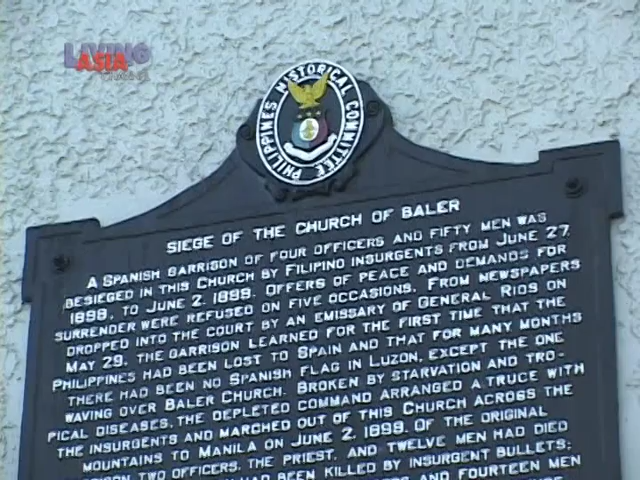 LIVING
ASIA
CHANNEL
PHILIPPINES HISTORICAL COMMITTEE
SIEGE OF THE CHURCH OF BALER
A SPANISH GARRISON OF FOUR OFFICERS AND FIFTY MEN WAS
BESIEGED IN THIS CHURCH BY FILIPINO INSURGENTS FROM JUNE 27,
1898, TO JUNE 2, 1899. OFFERS OF PEACE AND DEMANDS FOR
SURRENDER WERE REFUSED ON FIVE OCCASIONS. FROM NEWSPAPERS
DROPPED INTO THE COURT BY AN EMISSARY OF GENERAL RIOS ON
MAY 29, THE GARRISON LEARNED FOR THE FIRST TIME THAT THE
PHILIPPINES HAD BEEN LOST TO SPAIN AND THAT FOR MANY MONTHS
THERE HAD BEEN NO SPANISH FLAG IN LUZON, EXCEPT THE ONE
WAVING OVER BALER CHURCH. BROKEN BY STARVATION AND TRO-
PICAL DISEASES, THE DEPLETED COMMAND ARRANGED A TRUCE WITH
THE INSURGENTS AND MARCHED OUT OF THIS CHURCH ACROSS THE
MOUNTAINS TO MANILA ON JUNE 2, 1899. OF THE ORIGINAL
TWO OFFICERS, THE PRIEST, AND TWELVE MEN HAD DIED
HAD BEEN KILLED BY INSURGENT BULLETS;
AND FOURTEEN MEN